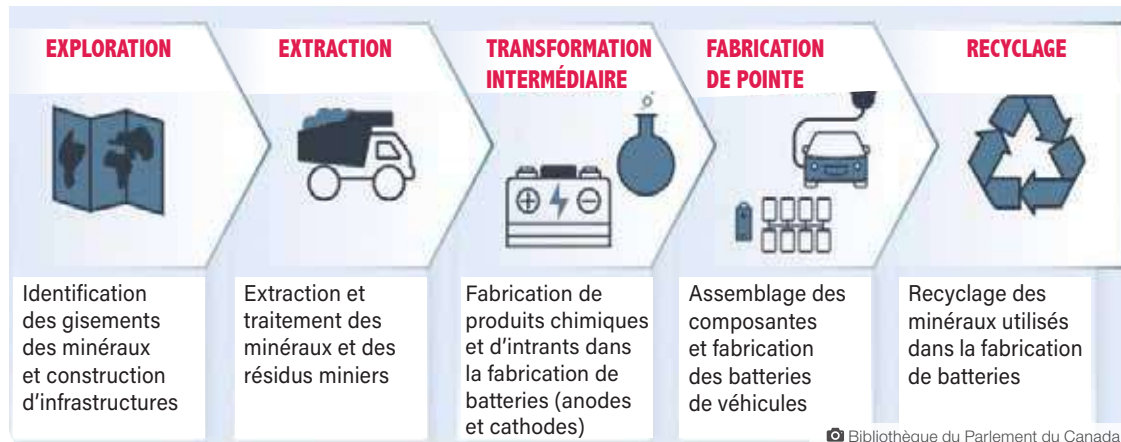 EXPLORATION
EXTRACTION
TRANSFORMATION
INTERMÉDIAIRE
FABRICATION
DE POINTE
RECYCLAGE
Identification
des gisements
des minéraux
et construction
d'infrastructures
Extraction et
traitement des
minéraux et des
résidus miniers
Fabrication de
produits chimiques
et d'intrants dans
la fabrication de
batteries (anodes
et cathodes)
Assemblage des
composantes
et fabrication
des batteries
de véhicules
Recyclage des
minéraux utilisés
dans la fabrication
de batteries
Bibliothèque du Parlement du Canada